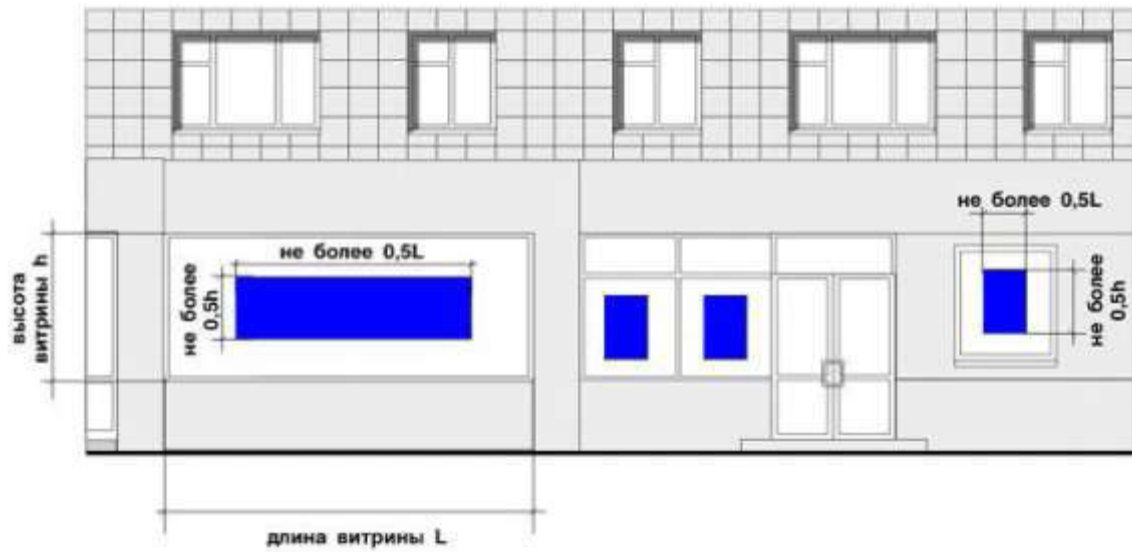 не более 0,5L
не более 0,5L
не более
0,5h
не более
0,5h
высота
витрины h
длина витрины L